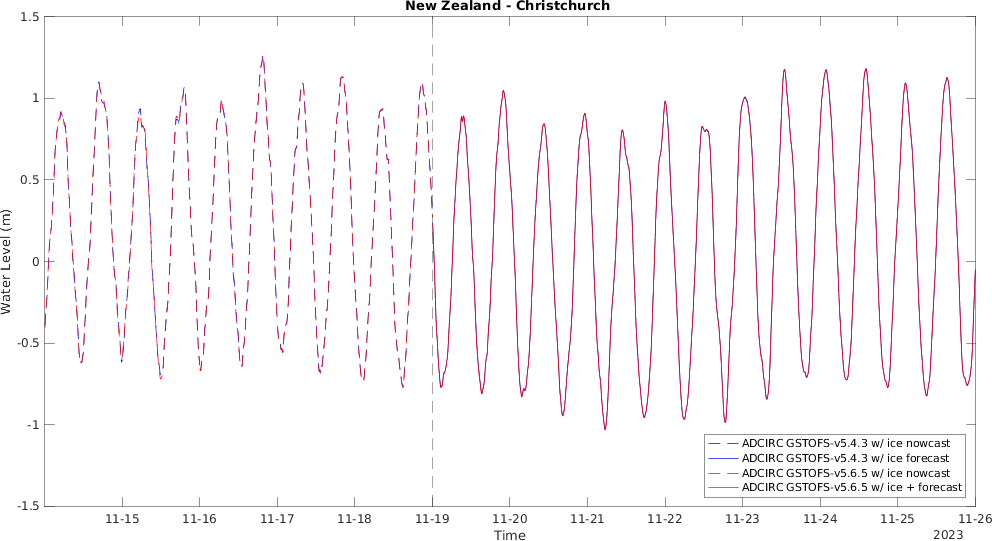 New Zealand - Christchurch
1.5
1
0.5
0
-0.5
-1
-1.5
Water Level (m)
11-15
11-16
11-17
11-18
11-19
11-20
11-21
11-22
11-23
11-24
11-25
11-26
Time
2023
ADCIRC GSTOFS-v5.4.3 w/ ice nowcast
ADCIRC GSTOFS-v5.4.3 w/ ice forecast
ADCIRC GSTOFS-v5.6.5 w/ ice nowcast
ADCIRC GSTOFS-v5.6.5 w/ ice + forecast